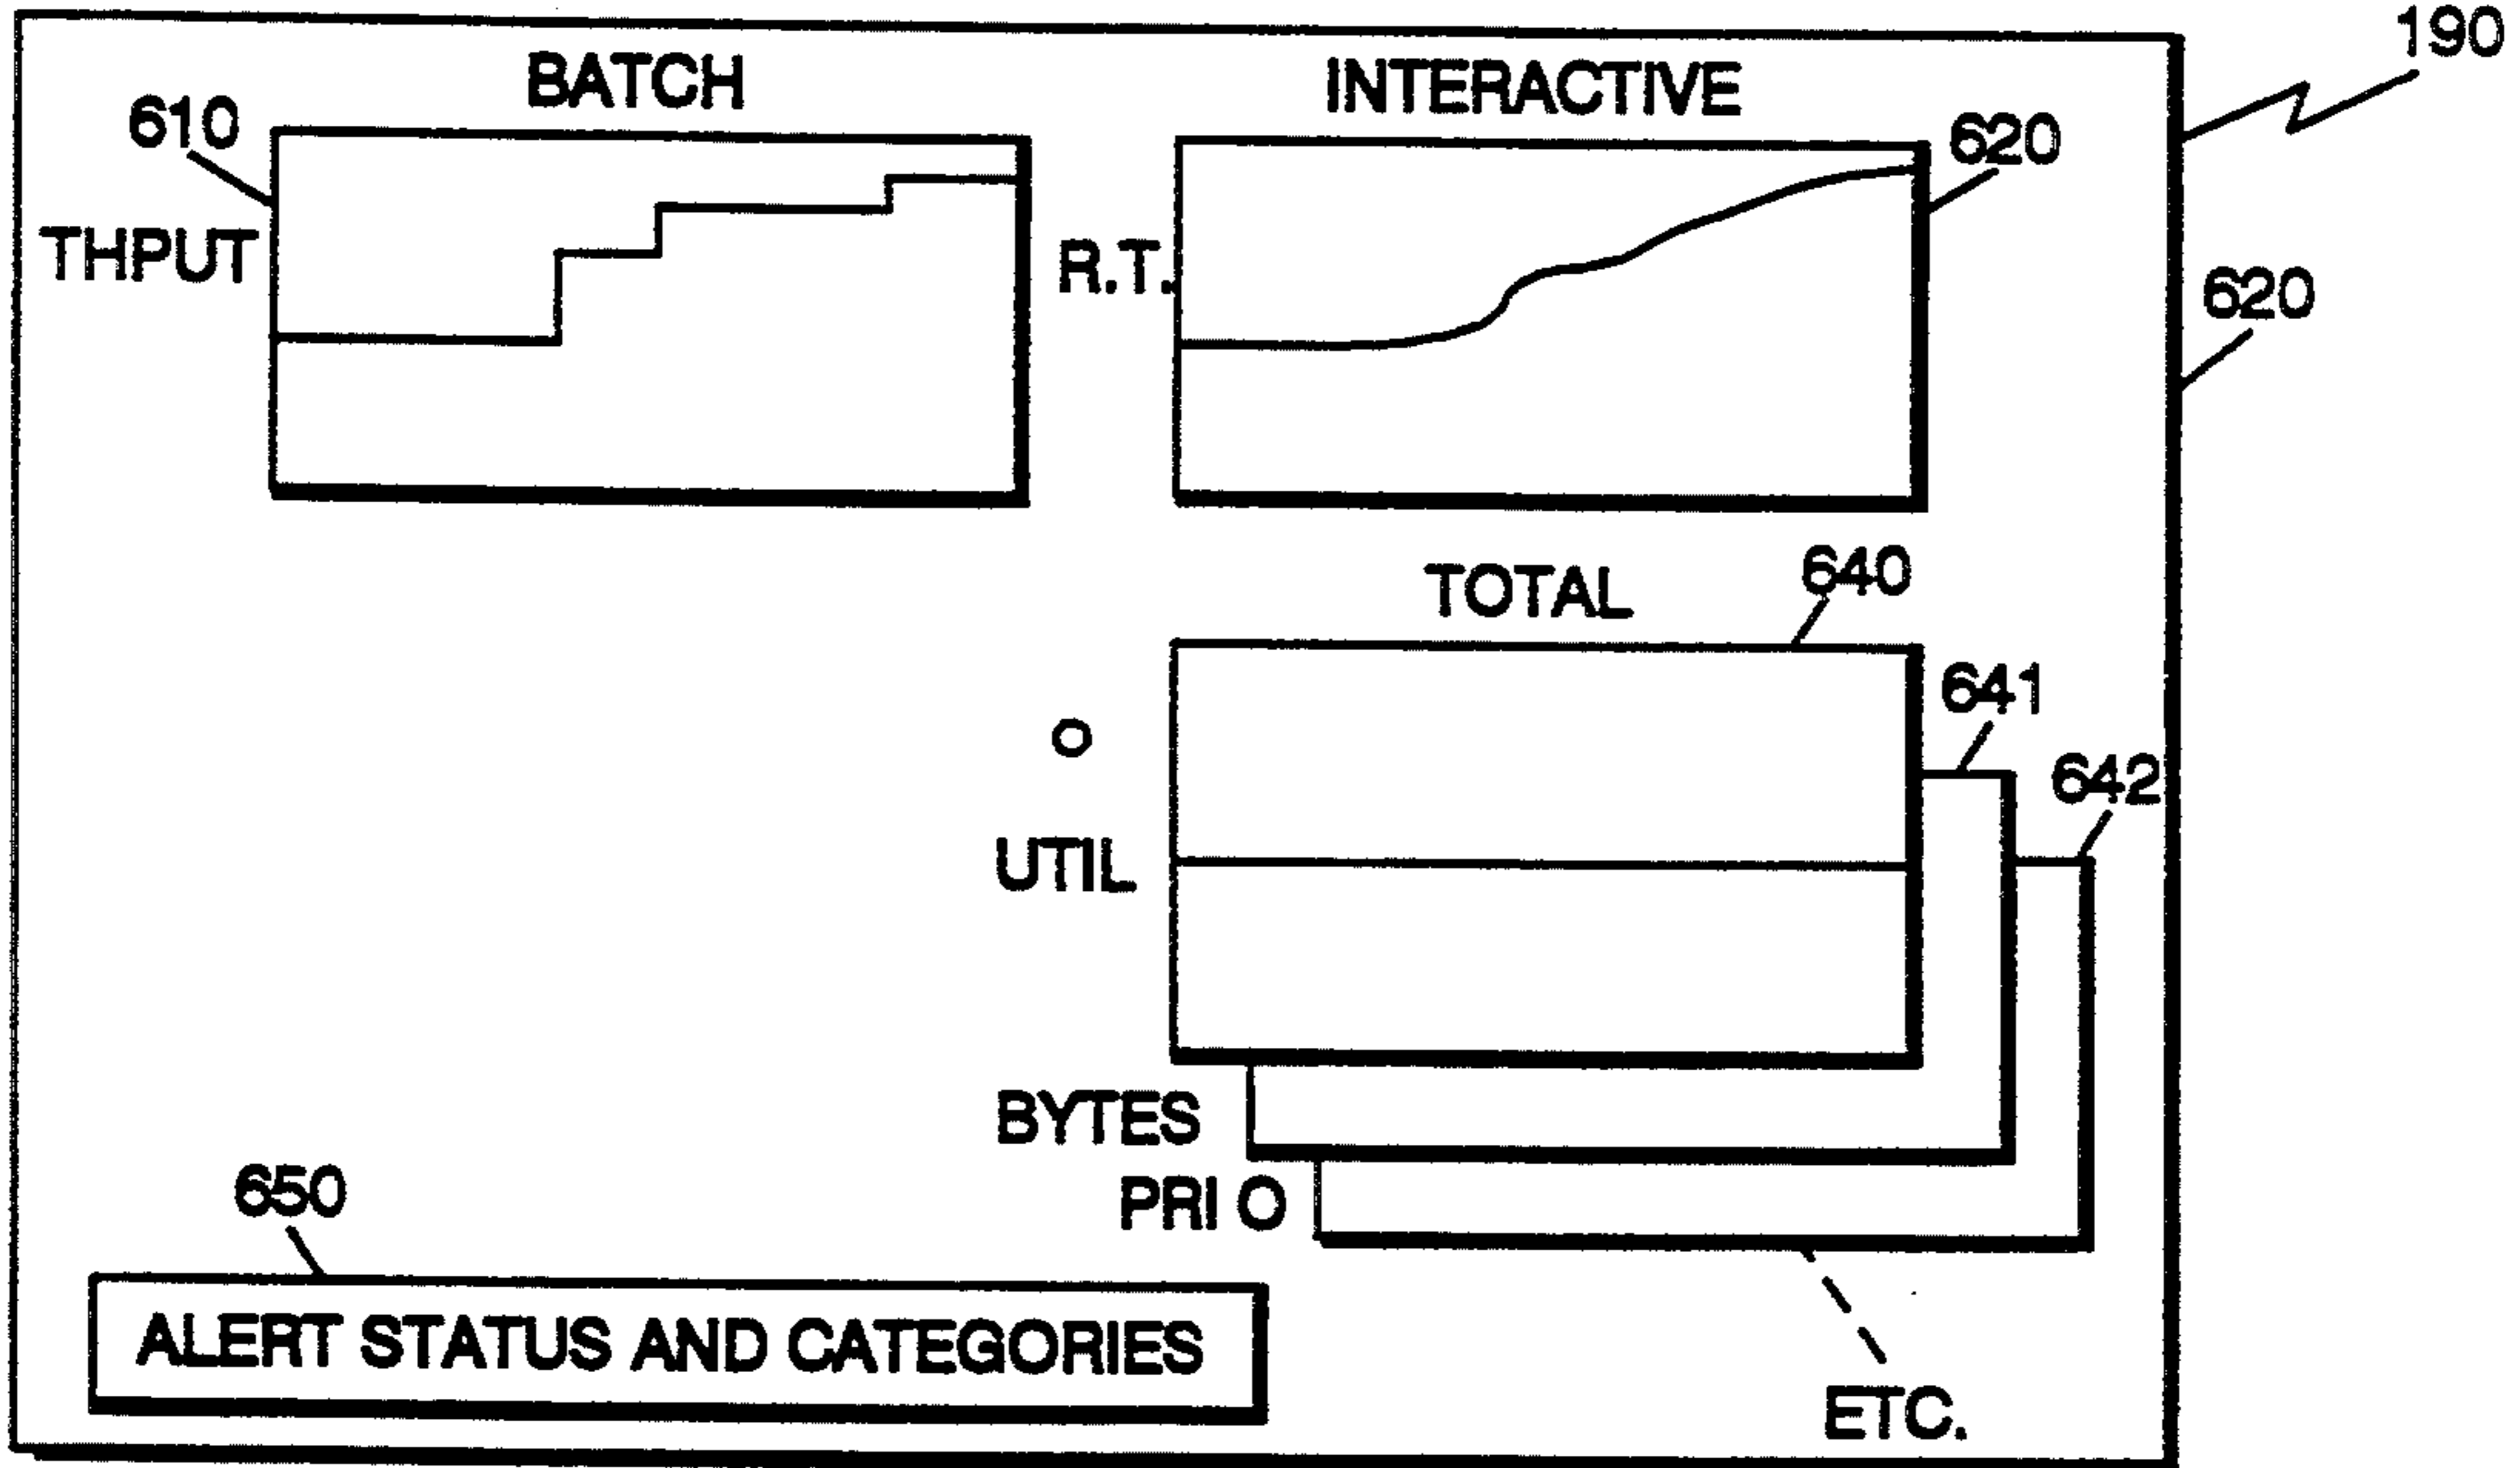 190
BATCH
INTERACTIVE
610
620
THPUT
R.T.
620
TOTAL
640
641
O
642
UTIL
BYTES
PRI O
650
ALERT STATUS AND CATEGORIES
ETC.